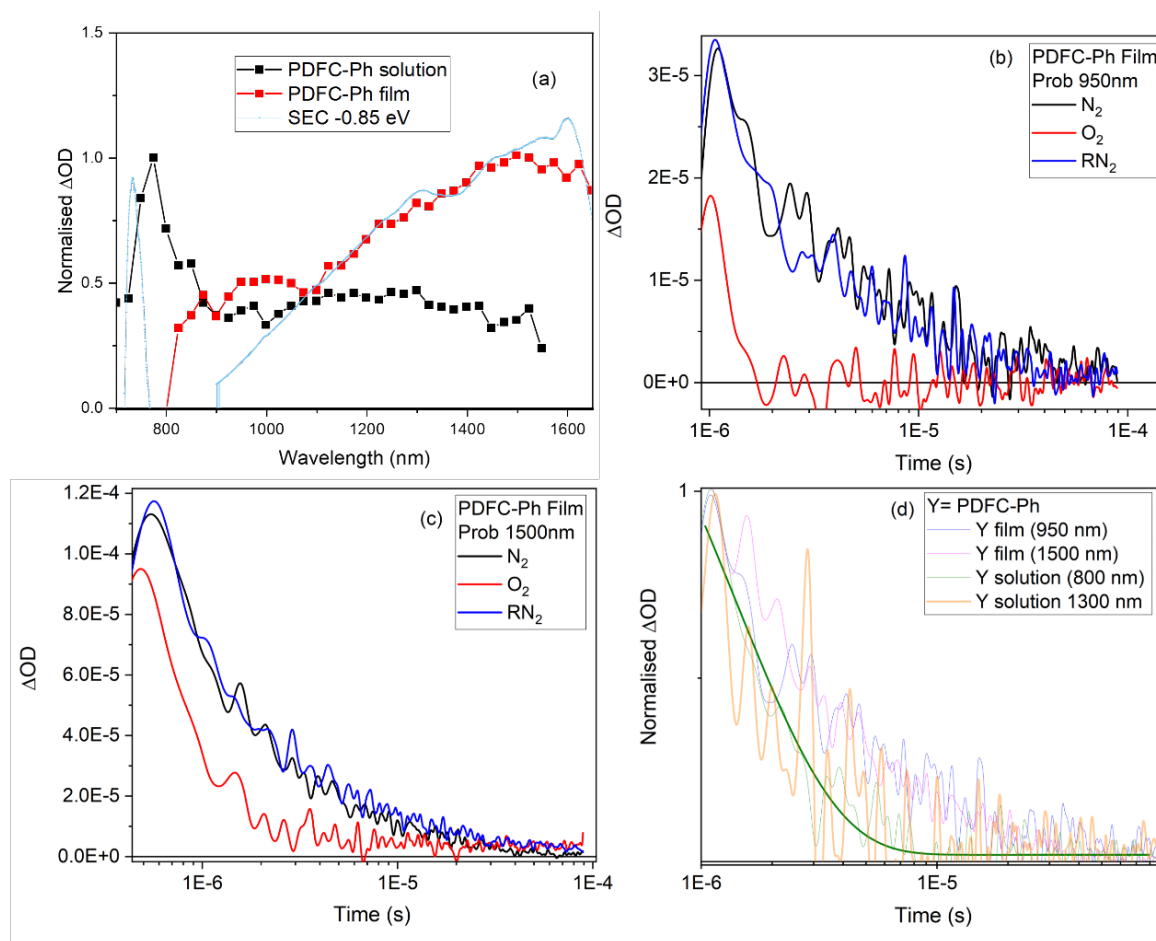 1.5
1.0
0.5
0.0
Normalised ΔOD
PDFC-Ph solution
PDFC-Ph film
SEC -0.85 eV
(a)
800
1000
1200
1400
1600
Wavelength (nm)
3E-5
2E-5
1E-5
0E+0
ΔOD
(b)
PDFC-Ph Film
Prob 950nm
N₂
O₂
RN₂
1E-6
1E-5
1E-4
Time (s)
1.2E-4
1.0E-4
8.0E-5
6.0E-5
4.0E-5
2.0E-5
0.0E+0
ΔOD
(c)
PDFC-Ph Film
Prob 1500nm
N₂
O₂
RN₂
1E-6
1E-5
1E-4
Time (s)
1
Normalised ΔOD
(d)
Y= PDFC-Ph
Y film (950 nm)
Y film (1500 nm)
Y solution (800 nm)
Y solution 1300 nm
1E-6
1E-5
Time (s)